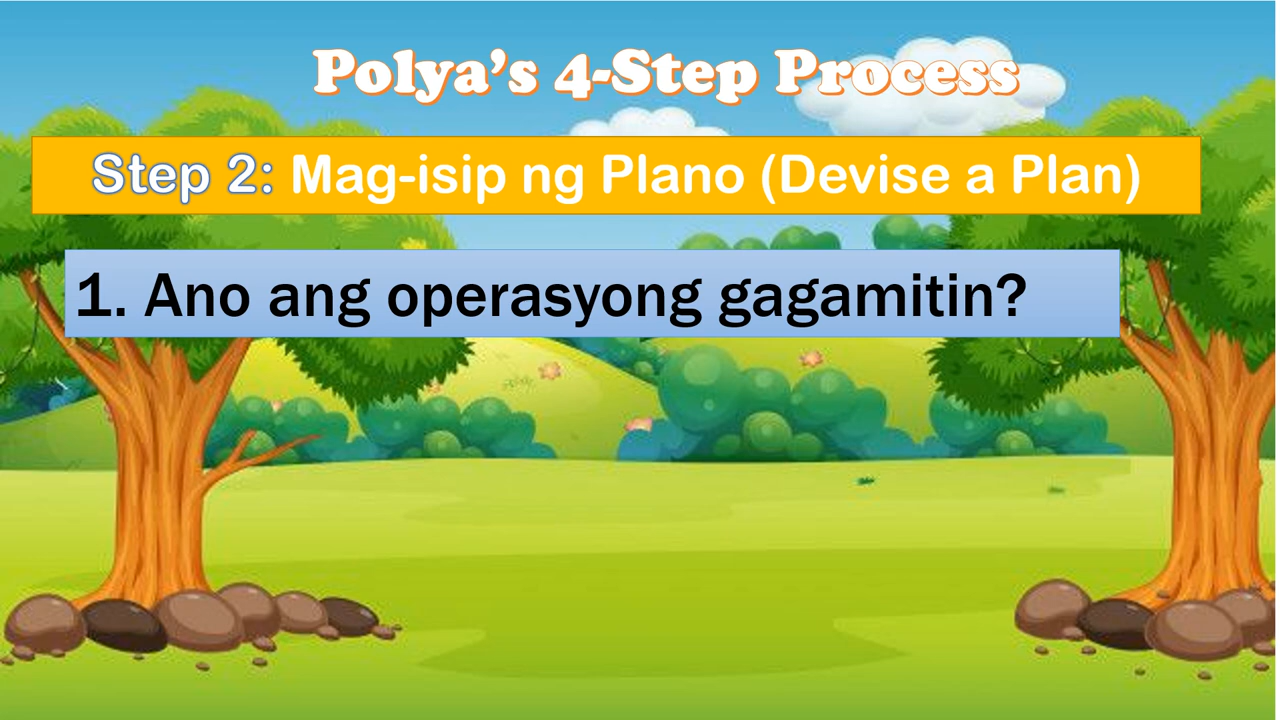 Polya’s 4-Step Process
Step 2: Mag-isip ng Plano (Devise a Plan)
1. Ano ang operasyong gagamitin?